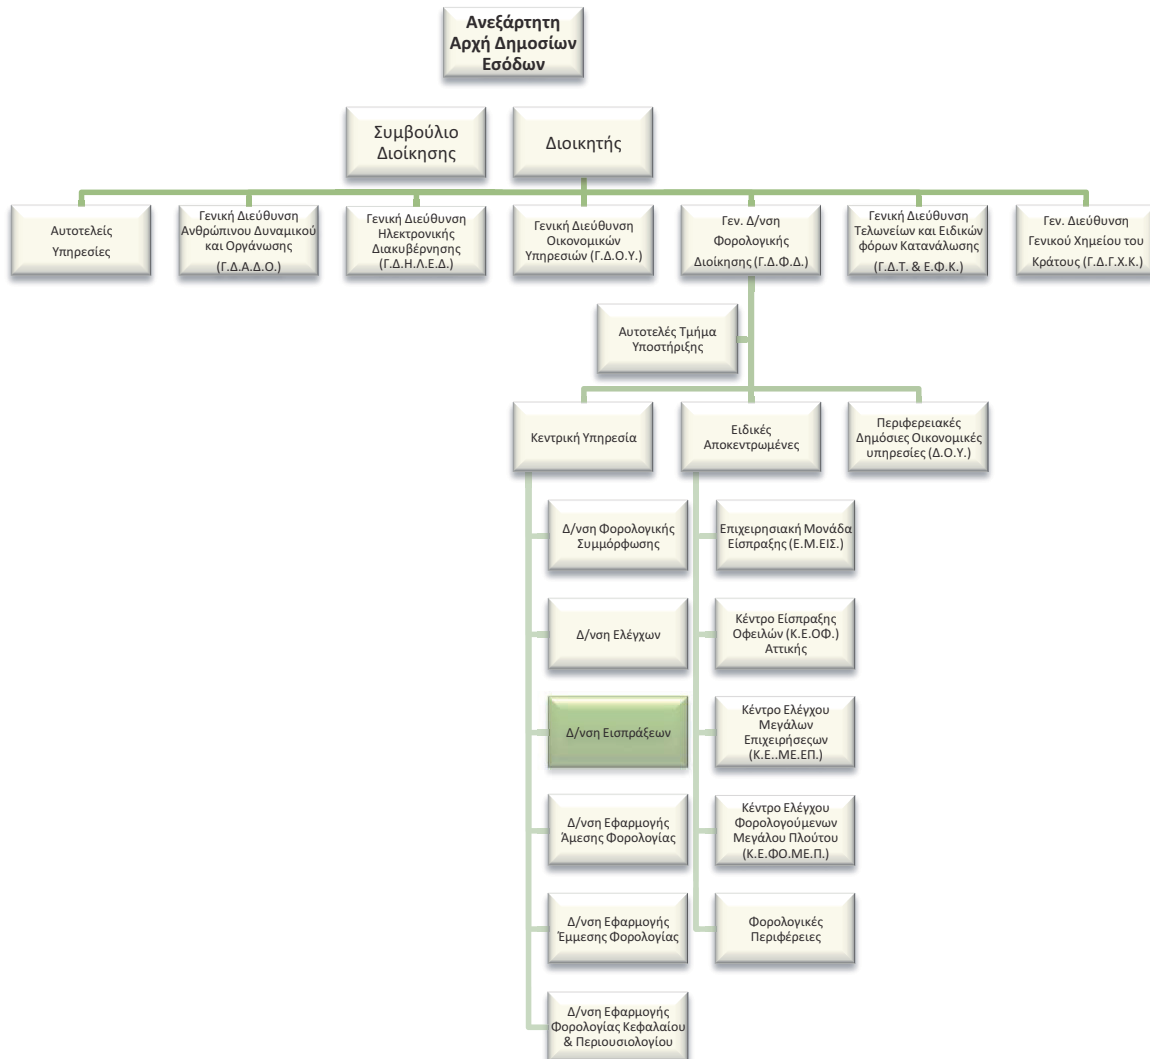 Ανεξάρτητη
Αρχή Δημοσίων
Εσόδων
Συμβούλιο
Διοίκησης
Διοικητής
Αυτοτελείς
Υπηρεσίες
Γενική Διεύθυνση
Ανθρώπινου Δυναμικού
και Οργάνωσης
(Γ.Δ.Α.Δ.Ο.)
Γενική Διεύθυνση
Ηλεκτρονικής
Διακυβέρνησης
(Γ.Δ.Η.Λ.Ε.Δ.)
Γενική Διεύθυνση
Οικονομικών
Υπηρεσιών (Γ.Δ.Ο.Υ.)
Γεν. Δ/νση
Φορολογικής
Διοίκησης (Γ.Δ.Φ.Δ.)
Γενική Διεύθυνση
Τελωνείων και Ειδικών
φόρων Κατανάλωσης
(Γ.Δ.Τ. & Ε.Φ.Κ.)
Γεν. Διεύθυνση
Γενικού Χημείου του
Κράτους (Γ.Δ.Γ.Χ.Κ.)
Αυτοτελές Τμήμα
Υποστήριξης
Κεντρική Υπηρεσία
Ειδικές
Αποκεντρωμένες
Περιφερειακές
Δημόσιες Οικονομικές
υπηρεσίες (Δ.Ο.Υ.)
Δ/νση Φορολογικής
Συμμόρφωσης
Δ/νση Ελέγχων
Δ/νση Εισπράξεων
Δ/νση Εφαρμογής
Άμεσης Φορολογίας
Δ/νση Εφαρμογής
Έμμεσης Φορολογίας
Δ/νση Εφαρμογής
Φορολογίας Κεφαλαίου
& Περιουσιολογίου
Επιχειρησιακή Μονάδα
Είσπραξης (Ε.Μ.ΕΙΣ.)
Κέντρο Είσπραξης
Οφειλών (Κ.Ε.ΟΦ.)
Αττικής
Κέντρο Ελέγχου
Μεγάλων
Επιχειρήσεςων
(Κ.Ε..ΜΕ.ΕΠ.)
Κέντρο Ελέγχου
Φορολογούμενων
Μεγάλου Πλούτου
(Κ.Ε.ΦΟ.ΜΕ.Π.)
Φορολογικές
Περιφέρειες